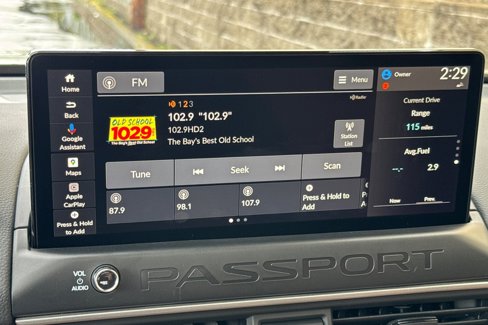 Home
Back
Google
Assistant
Maps
Apple
CarPlay
Press & Hold
to Add
FM
Menu
HD Radio
1 2 3
102.9 "102.9"
102.9HD2
The Bay's Best Old School
OLD SCHOOL
1029
The Bay's Best Old School
Station
List
Tune
Seek
Scan
87.9
98.1
107.9
Press & Hold to
Add
Owner
2:29
Current Drive
Range
115 miles
Avg.Fuel
--.-
2.9
Now
Prev.
VOL
AUDIO
PASSPORT